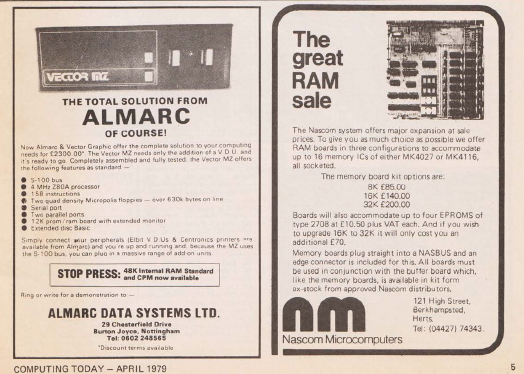 VECTOR MZ
THE TOTAL SOLUTION FROM
ALMARC
OF COURSE!
Now Almarc & Vector Graphic offer the complete solution to your computing
needs for £2300.00* The Vector MZ needs only the addition of a V.D.U. and
it's ready to go. Completely assembled and fully tested, the Vector MZ offers
the following features as standard —
S-100 bus
4 MHz Z80A processor
158 instructions
Two quad density Micropolis floppies — over 630k bytes on line
Serial port
Two parallel ports
12K prom/ram board with extended monitor
Extended disc Basic
Simply connect your peripherals (Elbit V.D.Us & Centronics printers are
available from Almarc) and you're up and running and, because the MZ uses
the S-100 bus, you can plug in a massive range of add on units
STOP PRESS: 48K Internal RAM Standard
and CPM now available
Ring or write for a demonstration to —
ALMARC DATA SYSTEMS LTD.
29 Chesterfield Drive
Burton Joyce, Nottingham
Tel: 0602 248565
*Discount terms available
The
great
RAM
sale
The Nascom system offers major expansion at sale
prices. To give you as much choice as possible we offer
RAM boards in three configurations to accommodate
up to 16 memory ICs of either MK4027 or MK4116,
all socketed.
The memory board kit options are:
8K £85.00
16K £140.00
32K £200.00
Boards will also accommodate up to four EPROMS of
type 2708 at £10.50 plus VAT each. And if you wish
to upgrade 16K to 32K it will only cost you an
additional £70.
Memory boards plug straight into a NASBUS and an
edge connector is included for this. All boards must
be used in conjunction with the buffer board which,
like the memory boards, is available in kit form
ex-stock from approved Nascom distributors.
nm
Nascom Microcomputers
121 High Street,
Berkhampsted,
Herts.
Tel: (04427) 74343.
COMPUTING TODAY — APRIL 1979
5